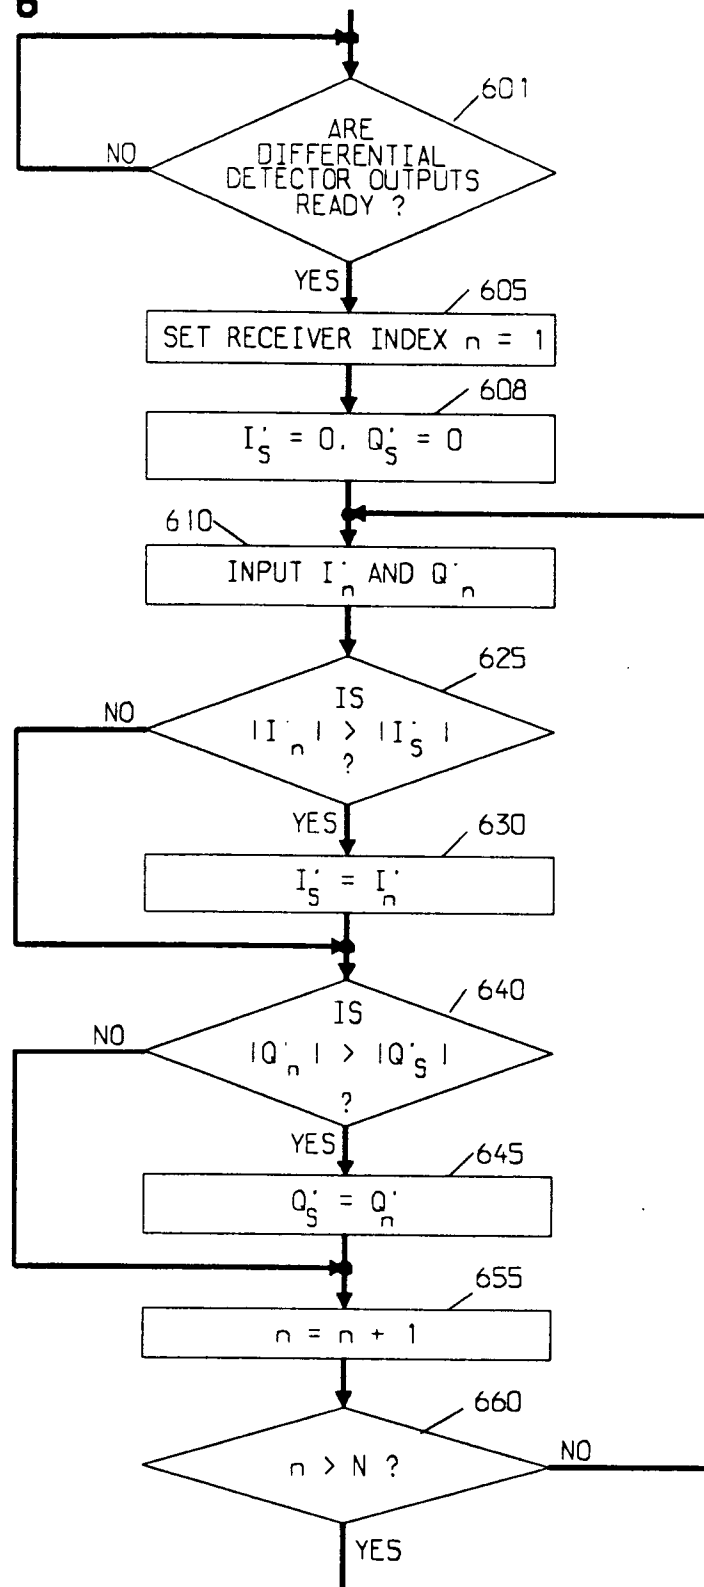 6
601
ARE
DIFFERENTIAL
DETECTOR OUTPUTS
READY ?
NO
YES
605
SET RECEIVER INDEX n = 1
608
I'S = 0. Q'S = 0
610
INPUT I'n AND Q'n
625
IS
|I'n| > |I'S|
?
NO
YES
630
I'S = I'n
640
IS
|Q'n| > |Q'S|
?
NO
YES
645
Q'S = Q'n
655
n = n + 1
660
n > N ?
NO
YES